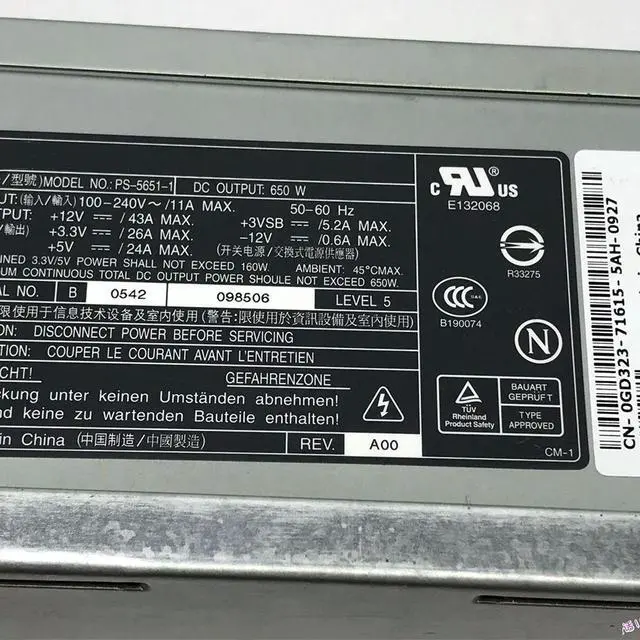 /型號) MODEL NO.: PS-5651-1 DC OUTPUT: 650 W
UT:(输入/輸入) 100-240V~/11A MAX. 50-60 Hz
PUT: +12V ⎓/43A MAX. +3VSB ⎓/5.2A MAX.
/輸出) +3.3V ⎓/26A MAX. -12V ⎓/0.6A MAX.
+5V ⎓/24A MAX. (开关电源/交換式電源供應器)
INED 3.3V/5V POWER SHALL NOT EXCEED 160W. AMBIENT: 45°CMAX.
UM CONTINUOUS TOTAL DC OUTPUT POWER SHALL NOT EXCEED 650W.
AL NO. B 0542 098506 LEVEL 5
限使用于信息技术设备及室内使用 (警告:限使用於資訊設備及室內使用)
DISCONNECT POWER BEFORE SERVICING
TION: COUPER LE COURANT AVANT L'ENTRETIEN
CHT! GEFAHRENZONE
ckung unter keinen Umständen abnehmen!
nd keine zu wartenden Bauteile enthalten!
in China (中国制造/中國製造) REV. A00
c RU® US
E132068
R33275
CCC S&E
B190074
N
TÜV
Rheinland
Product Safety
BAUART
GEPRÜFT
TYPE
APPROVED
CM-1
CN- 0GD323- 71615- 5AH-0927
China